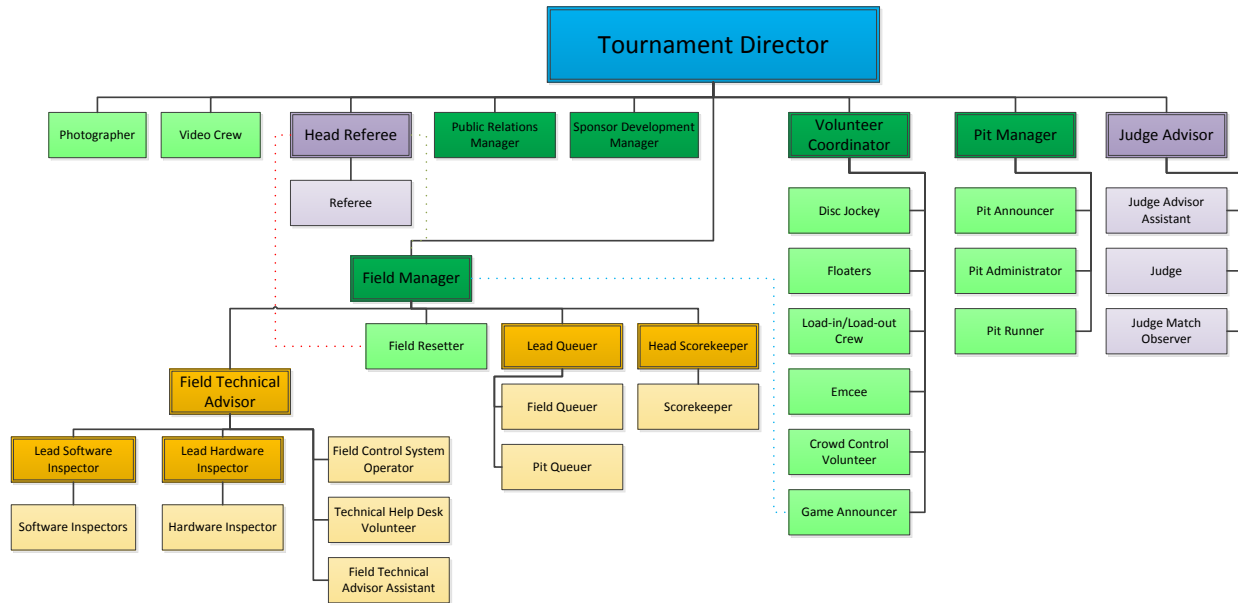 Tournament Director
Photographer
Video Crew
Head Referee
Public Relations
Manager
Sponsor Development
Manager
Volunteer
Coordinator
Pit Manager
Judge Advisor
Referee
Disc Jockey
Pit Announcer
Judge Advisor
Assistant
Field Manager
Floaters
Pit Administrator
Judge
Field Resetter
Lead Queuer
Head Scorekeeper
Load-in/Load-out
Crew
Pit Runner
Judge Match
Observer
Field Technical
Advisor
Field Queuer
Scorekeeper
Emcee
Lead Software
Inspector
Lead Hardware
Inspector
Field Control System
Operator
Pit Queuer
Crowd Control
Volunteer
Software Inspectors
Hardware Inspector
Technical Help Desk
Volunteer
Game Announcer
Field Technical
Advisor Assistant